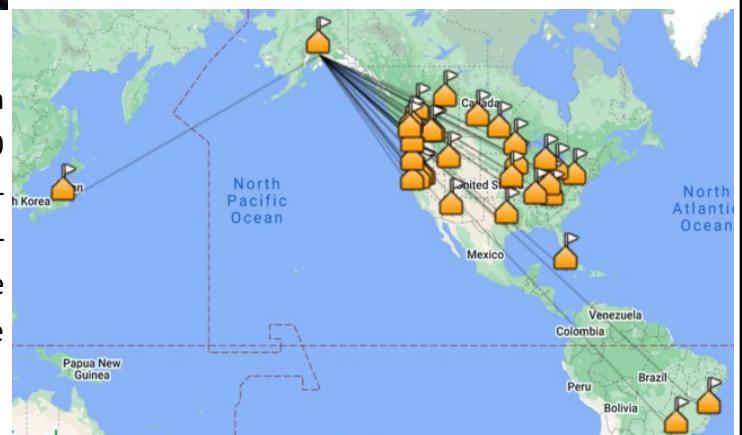 Canada
United St
North
Pacific
Ocean
North
Atlantic
Ocean
h Korea
Mexico
Venezuela
Colombia
Papua New
Guinea
Peru
Brazil
Bolivia